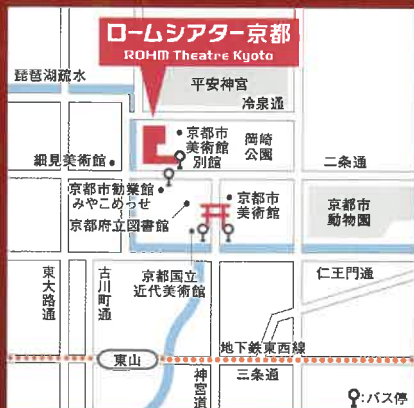 ロームシアター京都
ROHM Theatre Kyoto
琵琶湖疏水
平安神宮
冷泉通
京都市
美術館
別館
岡崎
公園
細見美術館
二条通
京都市勧業館
みやこめっせ
京都府立図書館
京都市
美術館
京都市
動物園
京都国立
近代美術館
仁王門通
東大路通
古川町通
地下鉄東西線
東山
三条通
神宮道
:バス停